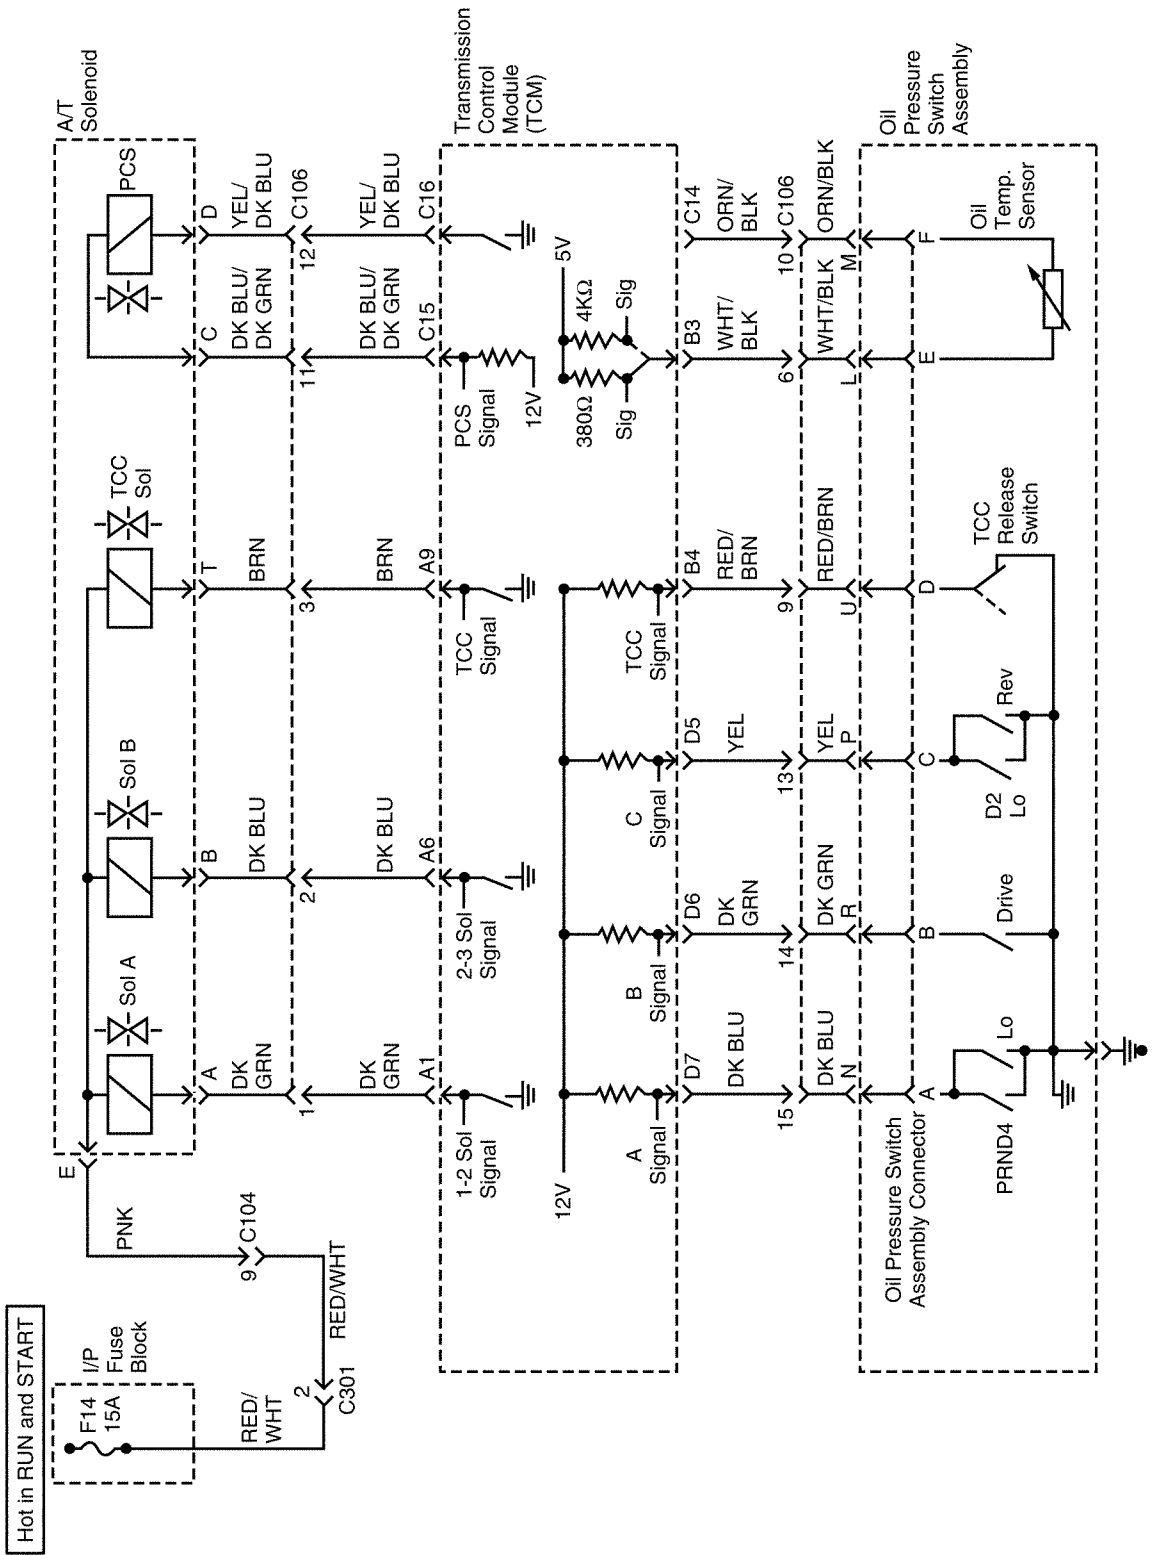 Hot in RUN and START
I/P
Fuse
Block
F14
15A
RED/
WHT
2
C301
RED/WHT
9
C104
PNK
E
A/T
Solenoid
Sol A
Sol B
TCC
Sol
PCS
A
B
T
C
D
DK
GRN
DK BLU
BRN
DK BLU/
DK GRN
YEL/
DK BLU
1
2
3
11
12
C106
DK
GRN
DK BLU
BRN
DK BLU/
DK GRN
YEL/
DK BLU
A1
A6
A9
C15
C16
Transmission
Control
Module
(TCM)
1-2 Sol
Signal
2-3 Sol
Signal
TCC
Signal
PCS
Signal
12V
12V
5V
380Ω
4KΩ
Sig
Sig
A
Signal
B
Signal
C
Signal
TCC
Signal
D7
D6
D5
B4
B3
C14
DK BLU
DK
GRN
YEL
RED/
BRN
WHT/
BLK
ORN/
BLK
15
14
13
9
6
10
C106
DK BLU
DK GRN
YEL
RED/BRN
WHT/BLK
ORN/BLK
N
R
P
U
L
M
Oil
Pressure
Switch
Assembly
Oil Pressure Switch
Assembly Connector
A
B
C
D
E
F
PRND4
Lo
Drive
D2
Lo
Rev
TCC
Release
Switch
Oil
Temp.
Sensor